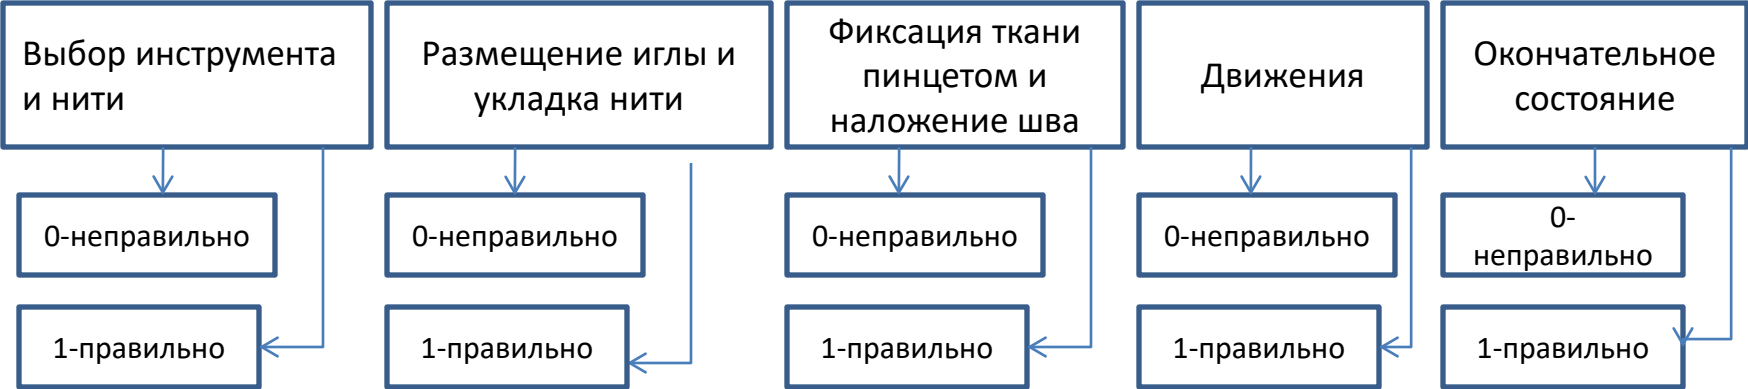 Выбор инструмента
и нити
Размещение иглы и
укладка нити
Фиксация ткани
пинцетом и
наложение шва
Движения
Окончательное
состояние
0-неправильно
0-неправильно
0-неправильно
0-неправильно
0-
неправильно
1-правильно
1-правильно
1-правильно
1-правильно
1-правильно